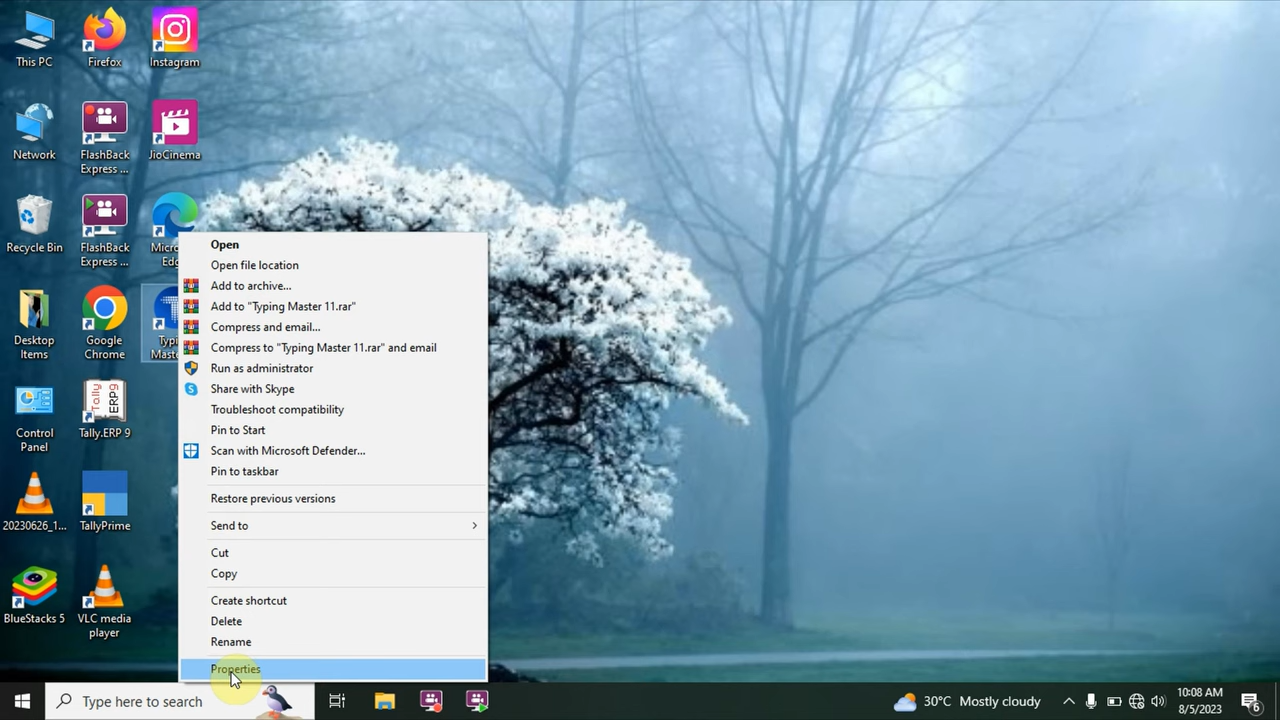 This PC
Firefox
Instagram
Network
FlashBack
Express ...
JioCinema
Recycle Bin
FlashBack
Express ...
Desktop
Items
Google
Chrome
Control
Panel
Tally
ERP9
Tally.ERP 9
20230626_1...
TallyPrime
BlueStacks 5
VLC media
player
Open
Open file location
Add to archive...
Add to "Typing Master 11.rar"
Compress and email...
Compress to "Typing Master 11.rar" and email
Run as administrator
Share with Skype
Troubleshoot compatibility
Pin to Start
Scan with Microsoft Defender...
Pin to taskbar
Restore previous versions
Send to
Cut
Copy
Create shortcut
Delete
Rename
Properties
Type here to search
30°C Mostly cloudy
10:08 AM
8/5/2023
6